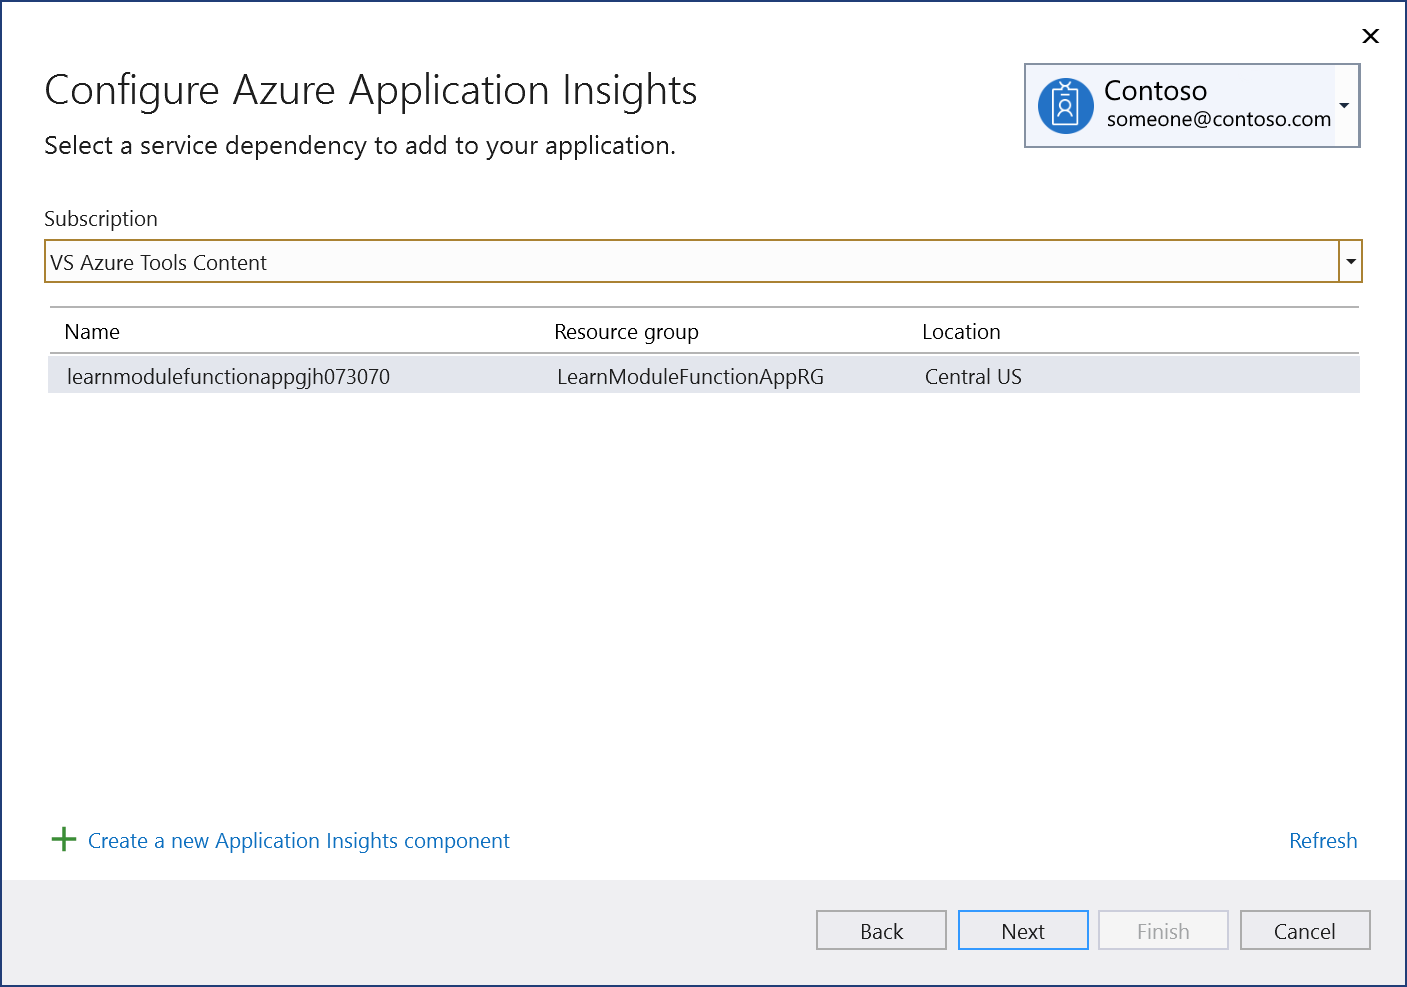 Configure Azure Application Insights
Select a service dependency to add to your application.
Contoso
someone@contoso.com
Subscription
VS Azure Tools Content
Name Resource group Location
learnmodulefunctionappgjh073070 LearnModuleFunctionAppRG Central US
Create a new Application Insights component Refresh
Back Next Finish Cancel